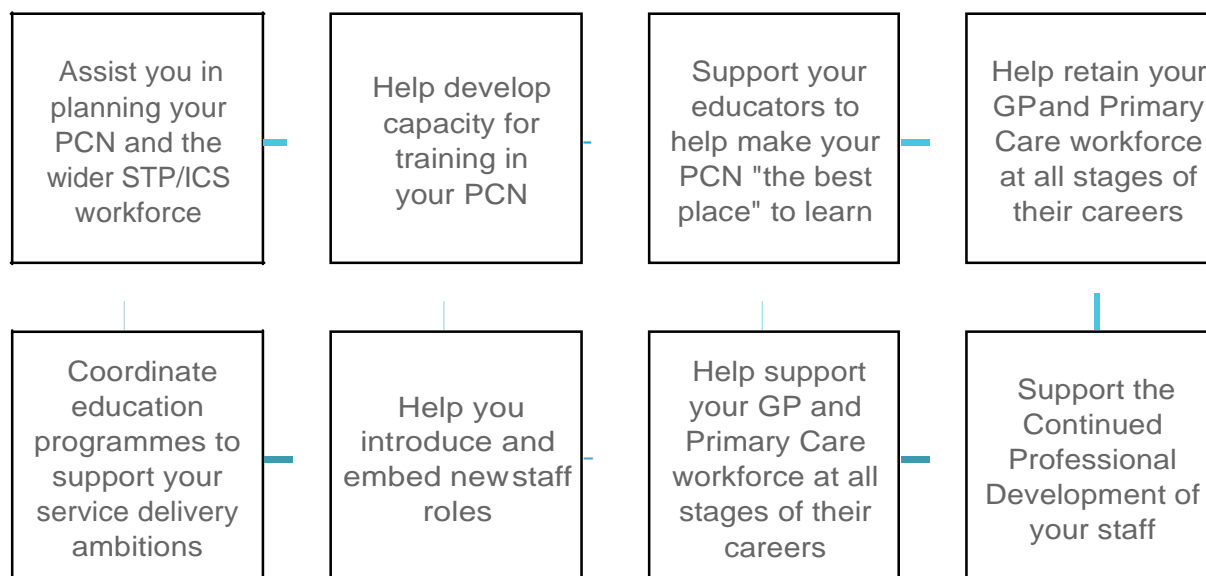 Assist you in
planning your
PCN and the
wider STP/ICS
workforce
Help develop
capacity for
training in
your PCN
Support your
educators to
help make your
PCN "the best
place" to learn
Help retain your
GPand Primary
Care workforce
at all stages of
their careers
Coordinate
education
programmes to
support your
service delivery
ambitions
Help you
introduce and
embed newstaff
roles
Help support
your GP and
Primary Care
workforce at all
stages of their
careers
Support the
Continued
Professional
Development of
your staff